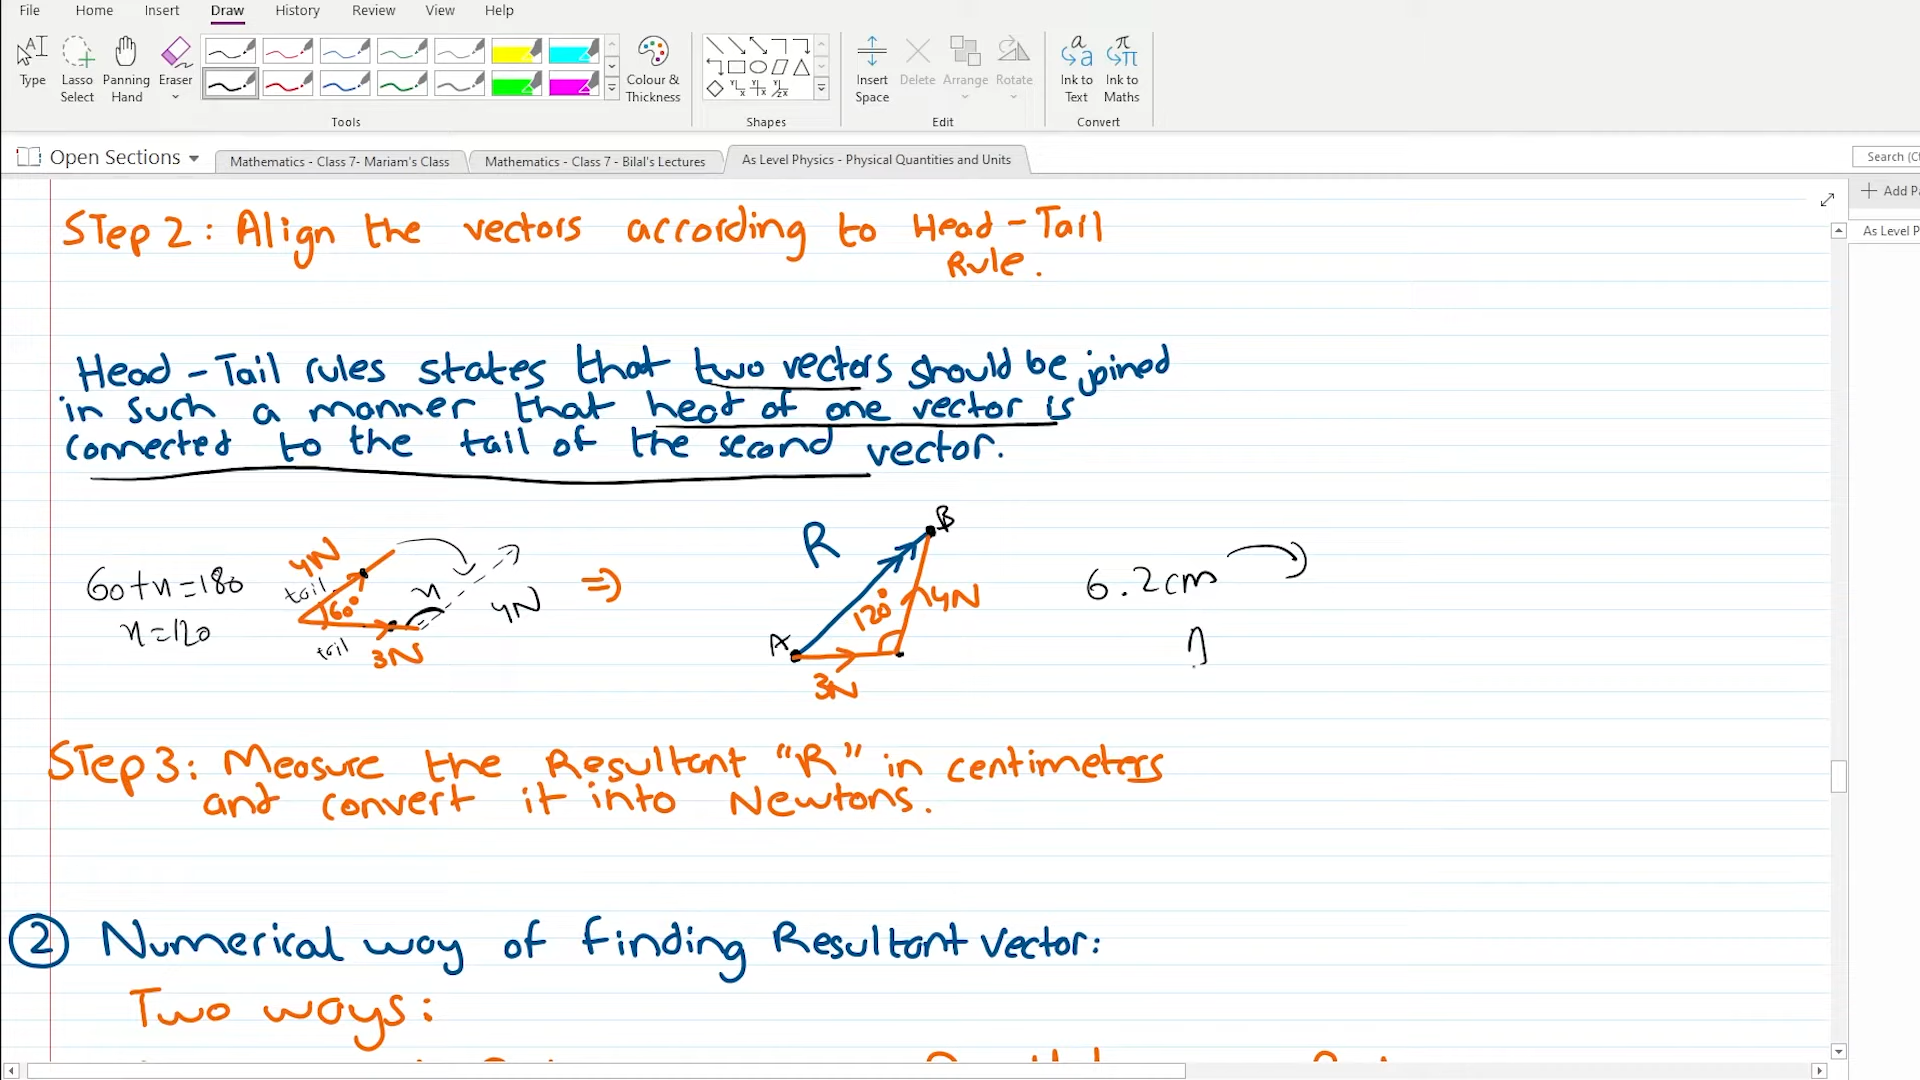 File Home Insert Draw History Review View Help
Type
Lasso Select
Panning Hand
Eraser
Colour & Thickness
Insert Space
Delete
Arrange
Rotate
Ink to Text
Ink to Maths
Tools
Shapes
Edit
Convert
Open Sections
Mathematics - Class 7- Mariam's Class
Mathematics - Class 7 - Bilal's Lectures
As Level Physics - Physical Quantities and Units
Search (Ct
Add Pa
As Level P
STep 2 : Align the vectors according to Head-Tail
Rule.
Head-Tail rules states that two vectors should be joined
in such a manner that head of one vector is
connected to the tail of the second vector.
60+x=180
x=120
4N
tail
60°
tail
3N
x
4N
=>
R
A
B
120°
4N
3N
6.2cm
STep 3: Measure the Resultant "R" in centimeters
and convert it into Newtons.
2 Numerical way of finding Resultant Vector:
Two ways: